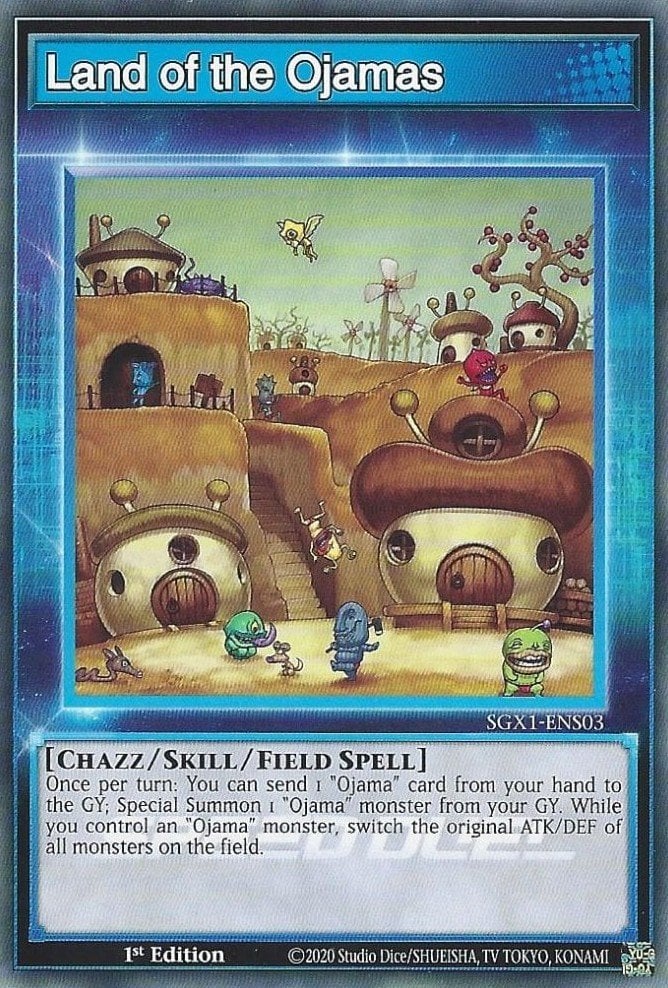 Land of the Ojamas
SGX1-ENS03
[CHAZZ/SKILL/FIELD SPELL]
Once per turn: You can send 1 "Ojama" card from your hand to
the GY; Special Summon 1 "Ojama" monster from your GY. While
you control an "Ojama" monster, switch the original ATK/DEF of
all monsters on the field.
SPEED DUEL
1st Edition
©2020 Studio Dice/SHUEISHA, TV TOKYO, KONAMI